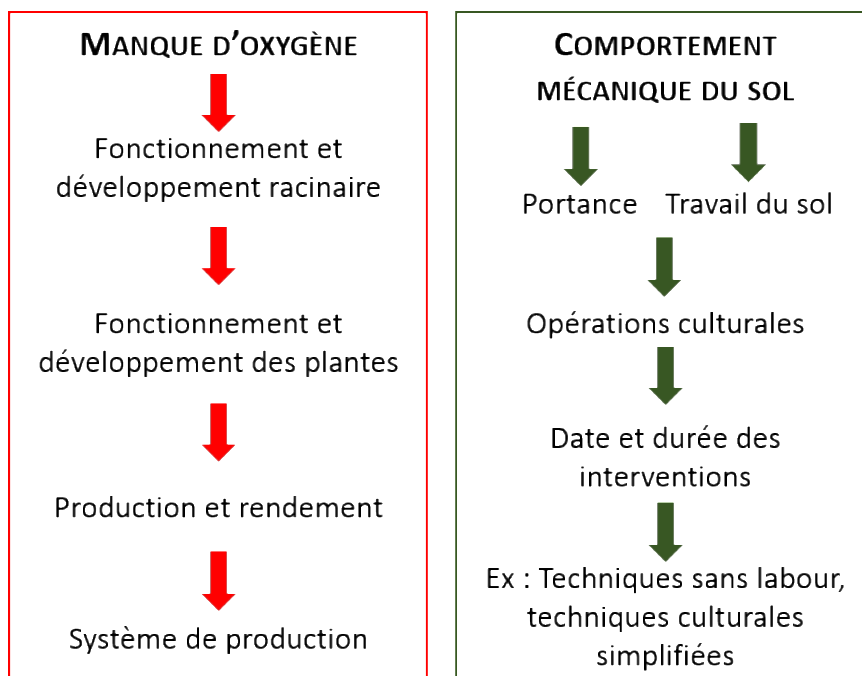 MANQUE D'OXYGÈNE
Fonctionnement et
développement racinaire
Fonctionnement et
développement des plantes
Production et rendement
Système de production
COMPORTEMENT
MÉCANIQUE DU SOL
Portance
Travail du sol
Opérations culturales
Date et durée des
interventions
Ex : Techniques sans labour,
techniques culturales
simplifiées